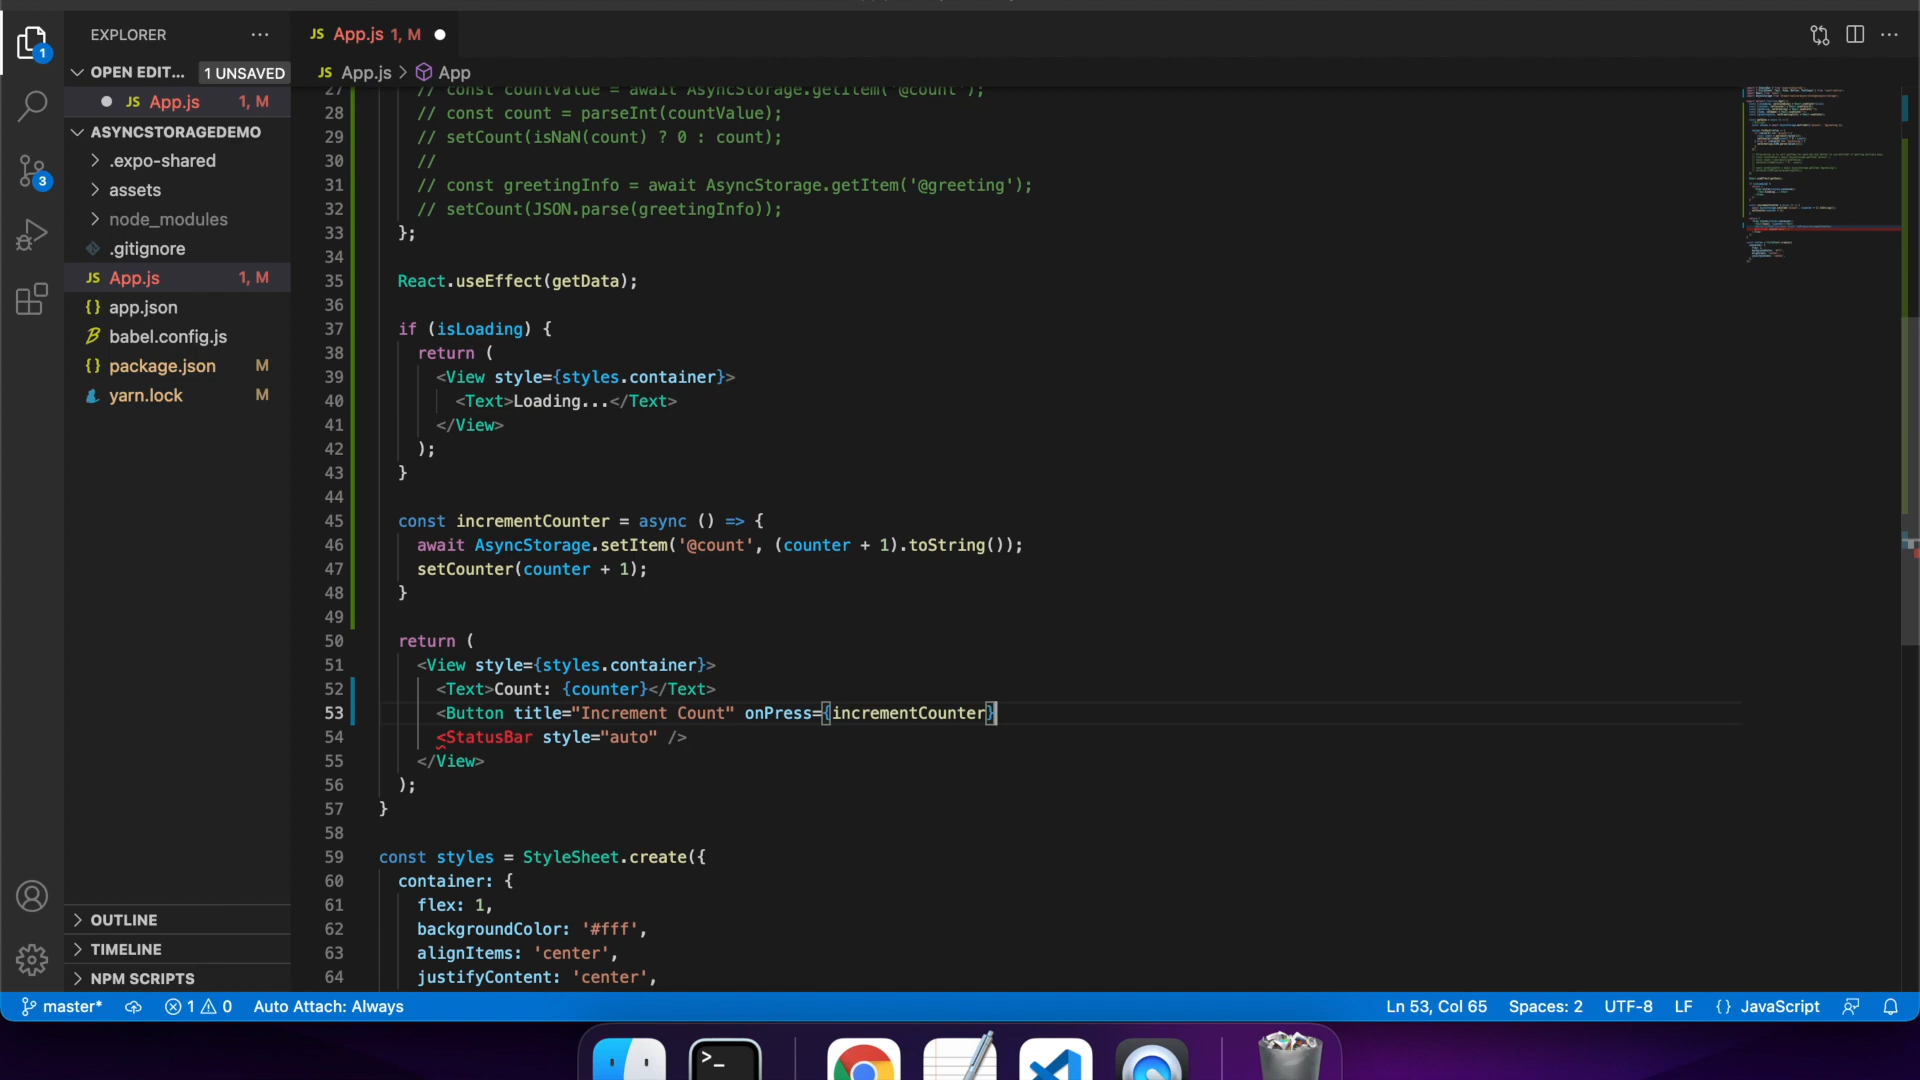 EXPLORER
JS App.js 1, M
OPEN EDIT... 1 UNSAVED
JS App.js > App
JS App.js 1, M
ASYNCSTORAGEDEMO
.expo-shared
assets
node_modules
.gitignore
JS App.js 1, M
{} app.json
babel.config.js
{} package.json M
yarn.lock M
OUTLINE
TIMELINE
NPM SCRIPTS
1
3
27 // const countValue = await AsyncStorage.getItem('@count');
28 // const count = parseInt(countValue);
29 // setCount(isNaN(count) ? 0 : count);
30 //
31 // const greetingInfo = await AsyncStorage.getItem('@greeting');
32 // setCount(JSON.parse(greetingInfo));
33 };
34
35 React.useEffect(getData);
36
37 if (isLoading) {
38 return (
39 <View style={styles.container}>
40 <Text>Loading...</Text>
41 </View>
42 );
43 }
44
45 const incrementCounter = async () => {
46 await AsyncStorage.setItem('@count', (counter + 1).toString());
47 setCounter(counter + 1);
48 }
49
50 return (
51 <View style={styles.container}>
52 <Text>Count: {counter}</Text>
53 <Button title="Increment Count" onPress={incrementCounter}
54 <StatusBar style="auto" />
55 </View>
56 );
57 }
58
59 const styles = StyleSheet.create({
60 container: {
61 flex: 1,
62 backgroundColor: '#fff',
63 alignItems: 'center',
64 justifyContent: 'center',
master* 1 0 Auto Attach: Always Ln 53, Col 65 Spaces: 2 UTF-8 LF {} JavaScript
>_